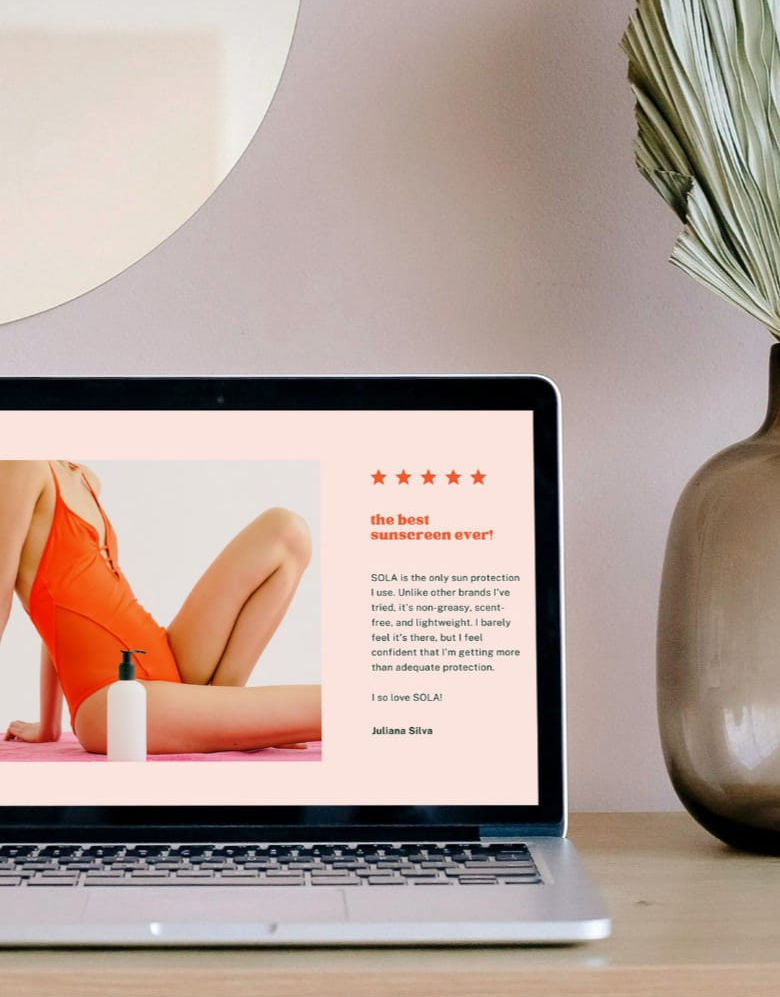 the best
sunscreen ever!
SOLA is the only sun protection
I use. Unlike other brands I've
tried, it's non-greasy, scent-
free, and lightweight. I barely
feel it's there, but I feel
confident that I'm getting more
than adequate protection.
I so love SOLA!
Juliana Silva